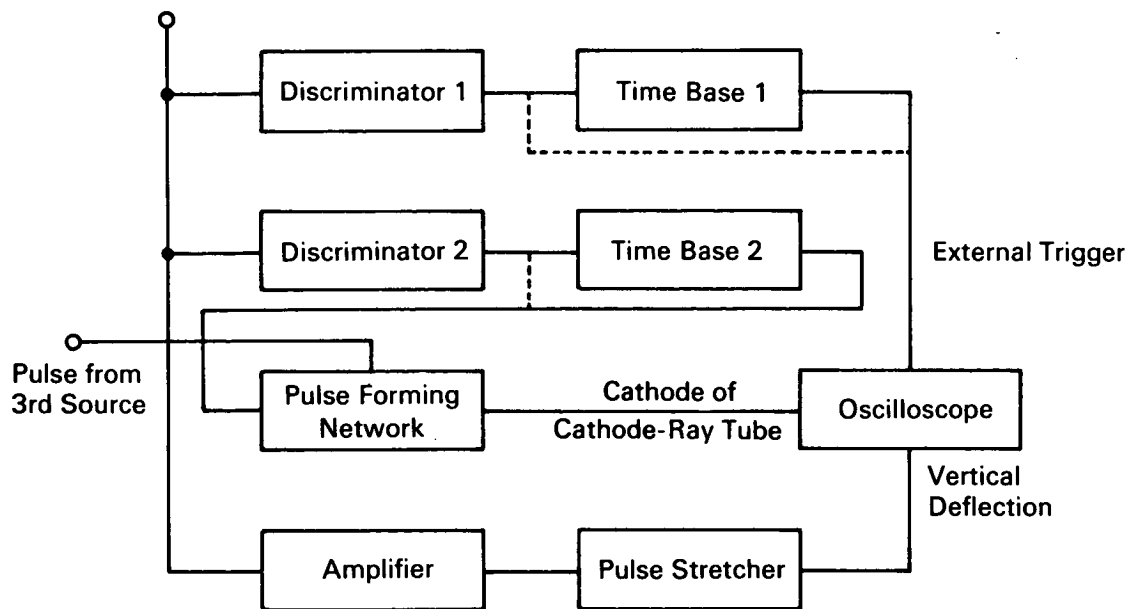 Discriminator 1
Time Base 1
Discriminator 2
Time Base 2
External Trigger
Pulse from
3rd Source
Pulse Forming
Network
Cathode of
Cathode-Ray Tube
Oscilloscope
Vertical
Deflection
Amplifier
Pulse Stretcher